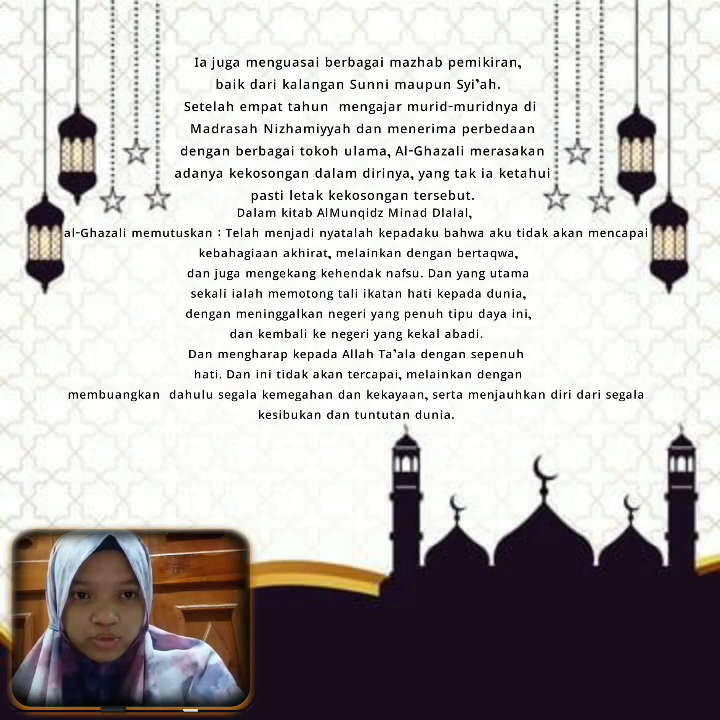 Ia juga menguasai berbagai mazhab pemikiran,
baik dari kalangan Sunni maupun Syi'ah.
Setelah empat tahun  mengajar murid-muridnya di
Madrasah Nizhamiyyah dan menerima perbedaan
dengan berbagai tokoh ulama, Al-Ghazali merasakan
adanya kekosongan dalam dirinya, yang tak ia ketahui
pasti letak kekosongan tersebut.
Dalam kitab AlMunqidz Minad Dlalal,
al-Ghazali memutuskan : Telah menjadi nyatalah kepadaku bahwa aku tidak akan mencapai
kebahagiaan akhirat, melainkan dengan bertaqwa,
dan juga mengekang kehendak nafsu. Dan yang utama
sekali ialah memotong tali ikatan hati kepada dunia,
dengan meninggalkan negeri yang penuh tipu daya ini,
dan kembali ke negeri yang kekal abadi.
Dan mengharap kepada Allah Ta'ala dengan sepenuh
hati. Dan ini tidak akan tercapai, melainkan dengan
membuangkan  dahulu segala kemegahan dan kekayaan, serta menjauhkan diri dari segala
kesibukan dan tuntutan dunia.